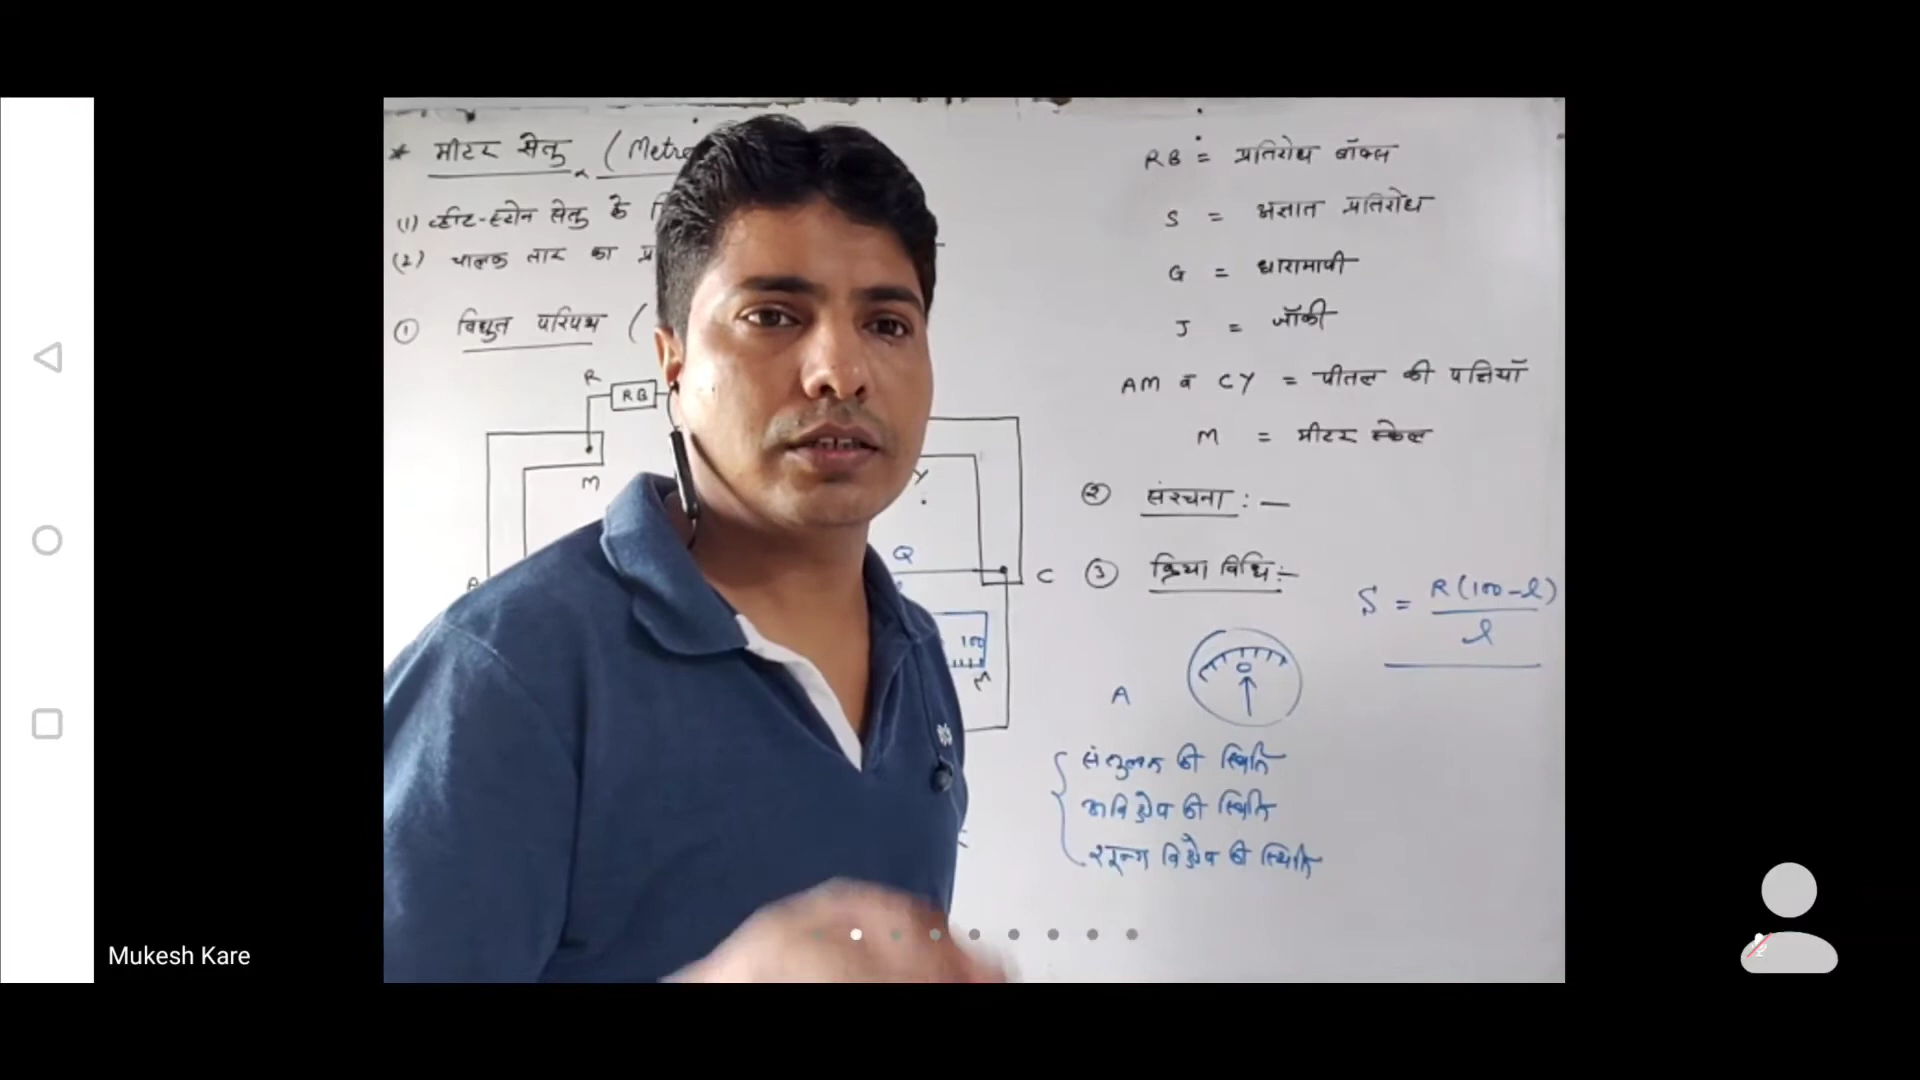 * मीटर सेतु (Metre
(1) व्हीट-स्टोन सेतु के
(2) चालक तार का
① विद्युत परिपथ (
R
RB
M
A
Y
Q
C
100
M
RB = प्रतिरोध बॉक्स
S = अज्ञात प्रतिरोध
G = धारामापी
J = जॉकी
AM व CY = पीतल की पत्तियाँ
M = मीटर स्केल
② संरचना :—
③ क्रिया विधि :—
S = R(100-l)
l
0
A
संतुलन की स्थिति
अविक्षेप की स्थिति
शून्य विक्षेप की स्थिति
Mukesh Kare